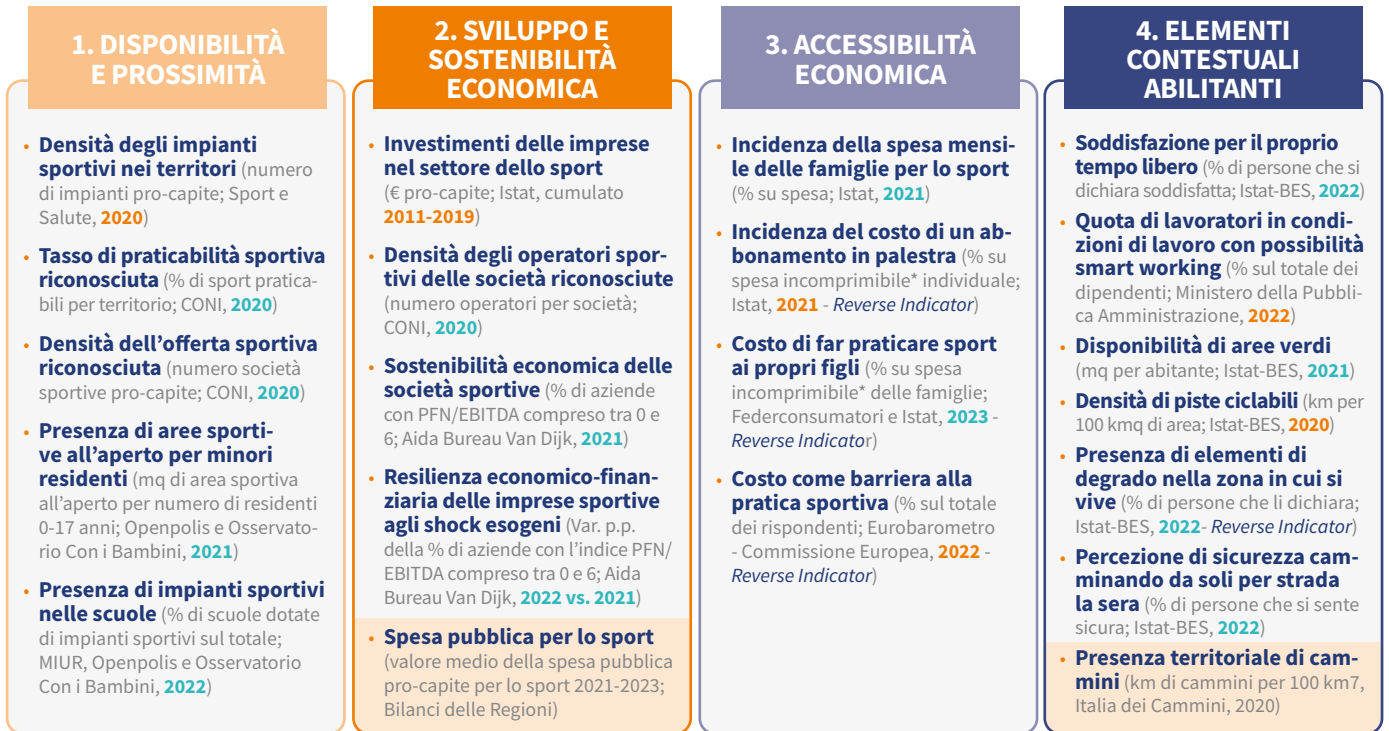 1. DISPONIBILITÀ
E PROSSIMITÀ
• Densità degli impianti
sportivi nei territori (numero
di impianti pro-capite; Sport e
Salute, 2020)
• Tasso di praticabilità sportiva
riconosciuta (% di sport pratica-
bili per territorio; CONI, 2020)
• Densità dell’offerta sportiva
riconosciuta (numero società
sportive pro-capite; CONI, 2020)
• Presenza di aree sporti-
ve all’aperto per minori
residenti (mq di area sportiva
all’aperto per numero di residenti
0-17 anni; Openpolis e Osservato-
rio Con i Bambini, 2021)
• Presenza di impianti sportivi
nelle scuole (% di scuole dotate
di impianti sportivi sul totale;
MIUR, Openpolis e Osservatorio
Con i Bambini, 2022)
2. SVILUPPO E
SOSTENIBILITÀ
ECONOMICA
• Investimenti delle imprese
nel settore dello sport
(€ pro-capite; Istat, cumulato
2011-2019)
• Densità degli operatori spor-
tivi delle società riconosciute
(numero operatori per società;
CONI, 2020)
• Sostenibilità economica delle
società sportive (% di aziende
con PFN/EBITDA compreso tra 0 e
6; Aida Bureau Van Dijk, 2021)
• Resilienza economico-finan-
ziaria delle imprese sportive
agli shock esogeni (Var. p.p.
della % di aziende con l’indice PFN/
EBITDA compreso tra 0 e 6; Aida
Bureau Van Dijk, 2022 vs. 2021)
• Spesa pubblica per lo sport
(valore medio della spesa pubblica
pro-capite per lo sport 2021-2023;
Bilanci delle Regioni)
3. ACCESSIBILITÀ
ECONOMICA
• Incidenza della spesa mensi-
le delle famiglie per lo sport
(% su spesa; Istat, 2021)
• Incidenza del costo di un ab-
bonamento in palestra (% su
spesa incomprimibile* individuale;
Istat, 2021 - Reverse Indicator)
• Costo di far praticare sport
ai propri figli (% su spesa
incomprimibile* delle famiglie;
Federconsumatori e Istat, 2023 -
Reverse Indicator)
• Costo come barriera alla
pratica sportiva (% sul totale
dei rispondenti; Eurobarometro
- Commissione Europea, 2022 -
Reverse Indicator)
4. ELEMENTI
CONTESTUALI
ABILITANTI
• Soddisfazione per il proprio
tempo libero (% di persone che si
dichiara soddisfatta; Istat-BES, 2022)
• Quota di lavoratori in condi-
zioni di lavoro con possibilità
smart working (% sul totale dei
dipendenti; Ministero della Pubbli-
ca Amministrazione, 2022)
• Disponibilità di aree verdi
(mq per abitante; Istat-BES, 2021)
• Densità di piste ciclabili (km per
100 kmq di area; Istat-BES, 2020)
• Presenza di elementi di
degrado nella zona in cui si
vive (% di persone che li dichiara;
Istat-BES, 2022- Reverse Indicator)
• Percezione di sicurezza cam-
minando da soli per strada
la sera (% di persone che si sente
sicura; Istat-BES, 2022)
• Presenza territoriale di cam-
mini (km di cammini per 100 km7,
Italia dei Cammini, 2020)